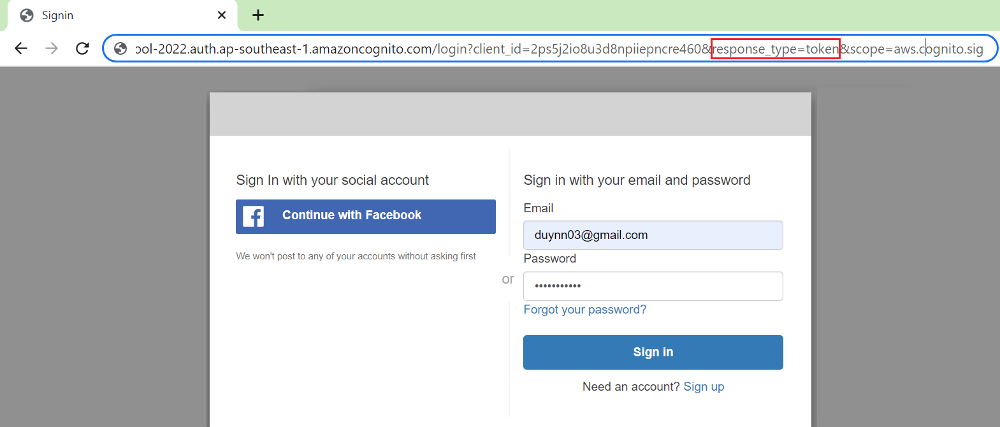 Signin
ool-2022.auth.ap-southeast-1.amazoncognito.com/login?client_id=2ps5j2io8u3d8npiiepncre460&response_type=token&scope=aws.cognito.sig
Sign In with your social account
Continue with Facebook
We won't post to any of your accounts without asking first
or
Sign in with your email and password
Email
duynn03@gmail.com
Password
•••••••••••
Forgot your password?
Sign in
Need an account? Sign up